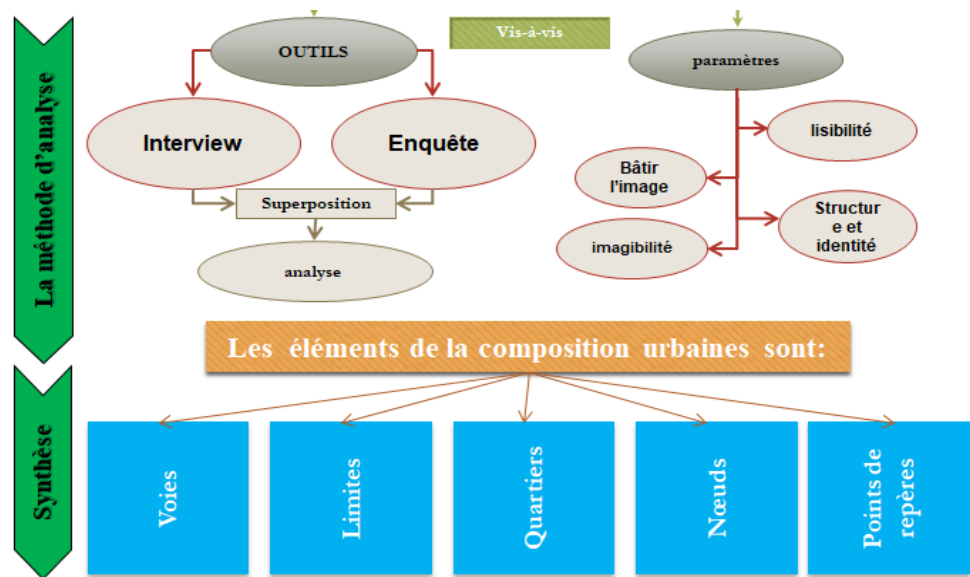 La méthode d'analyse
OUTILS
Vis-à-vis
paramètres
Interview
Enquête
lisibilité
Bâtir
l'image
Superposition
Structur
e et
identité
imagibilité
analyse
Les éléments de la composition urbaines sont:
Synthèse
Voies
Limites
Quartiers
Nœuds
Points de
repères